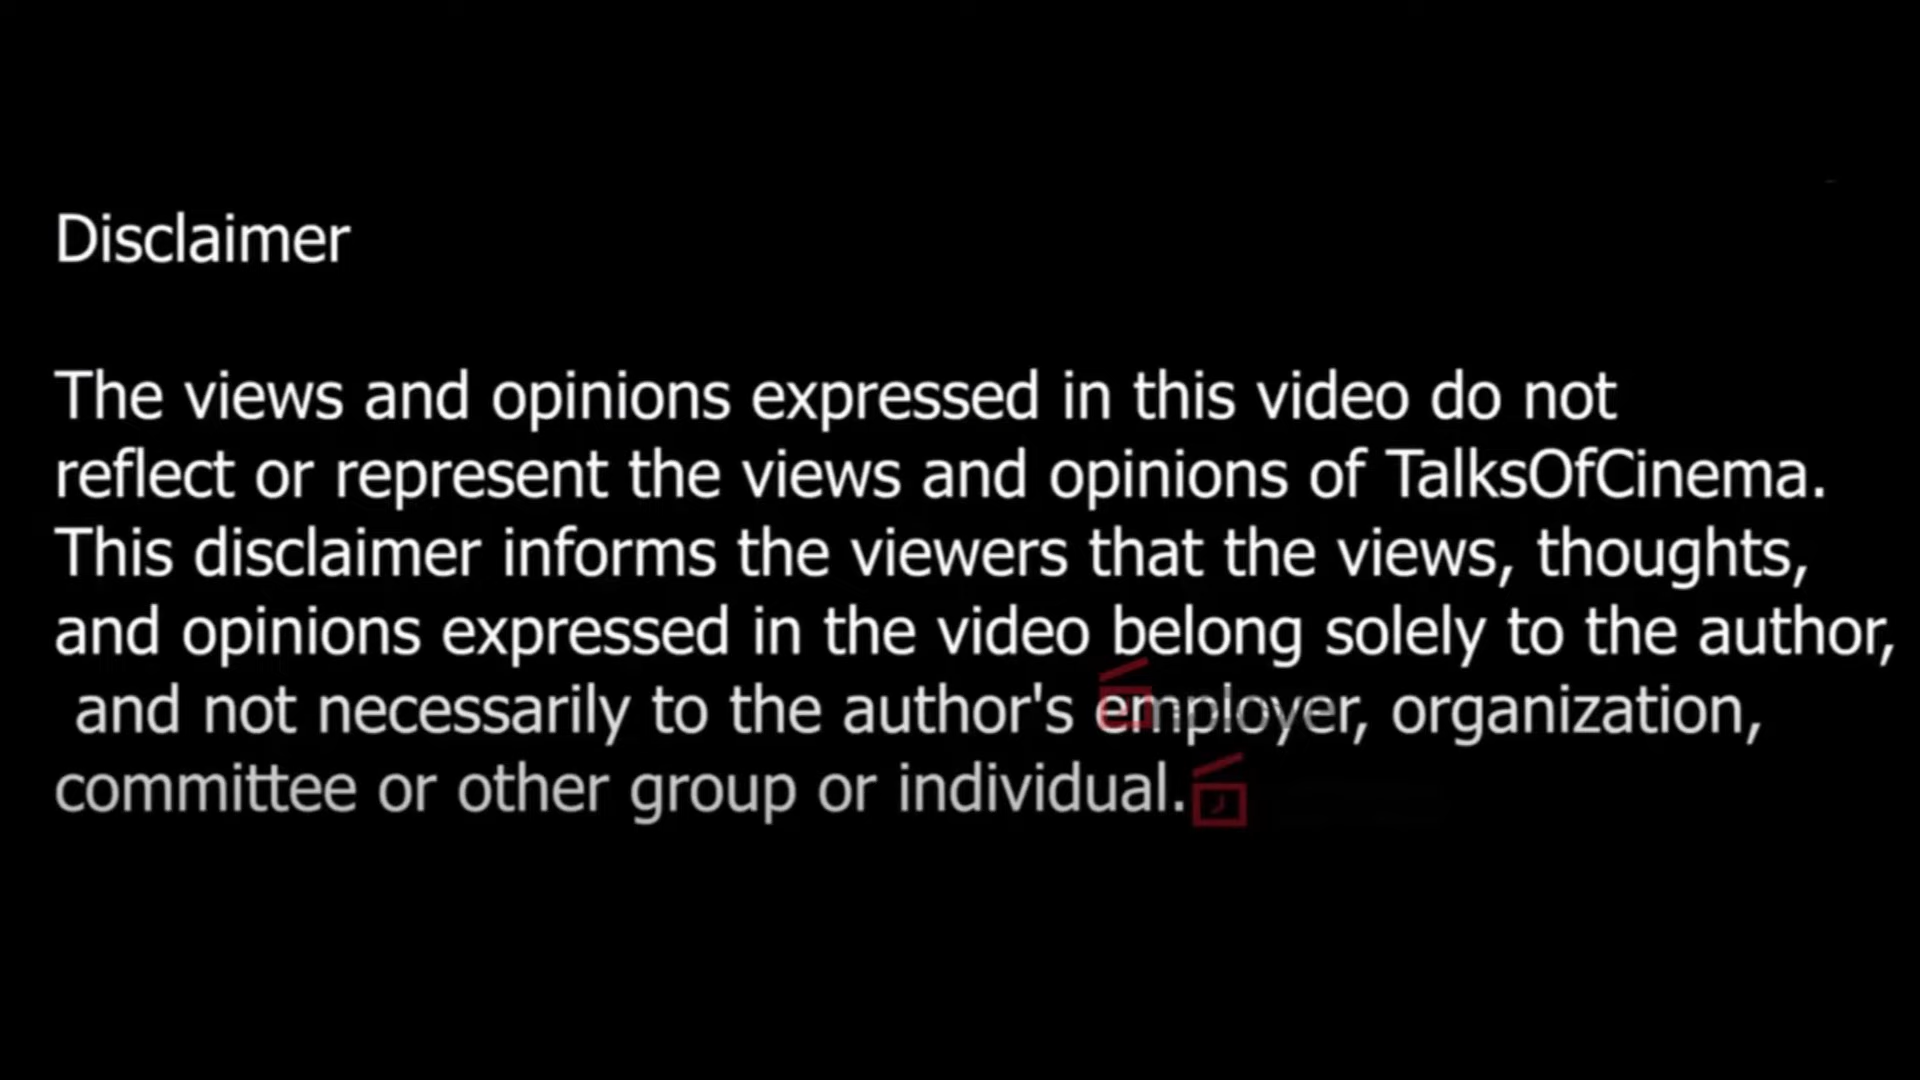 Disclaimer
The views and opinions expressed in this video do not
reflect or represent the views and opinions of TalksOfCinema.
This disclaimer informs the viewers that the views, thoughts,
and opinions expressed in the video belong solely to the author,
and not necessarily to the author's employer, organization,
committee or other group or individual.